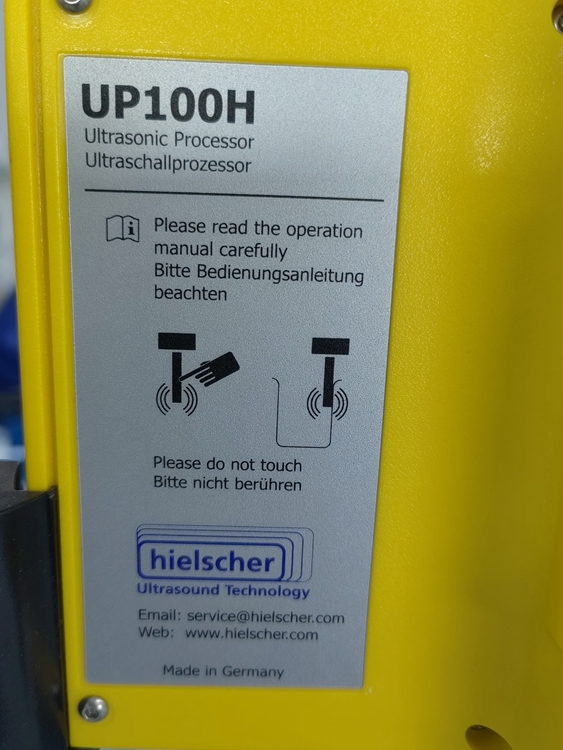 UP100H
Ultrasonic Processor
Ultraschallprozessor
i Please read the operation
manual carefully
Bitte Bedienungsanleitung
beachten
Please do not touch
Bitte nicht berühren
hielscher
Ultrasound Technology
Email: service@hielscher.com
Web: www.hielscher.com
Made in Germany